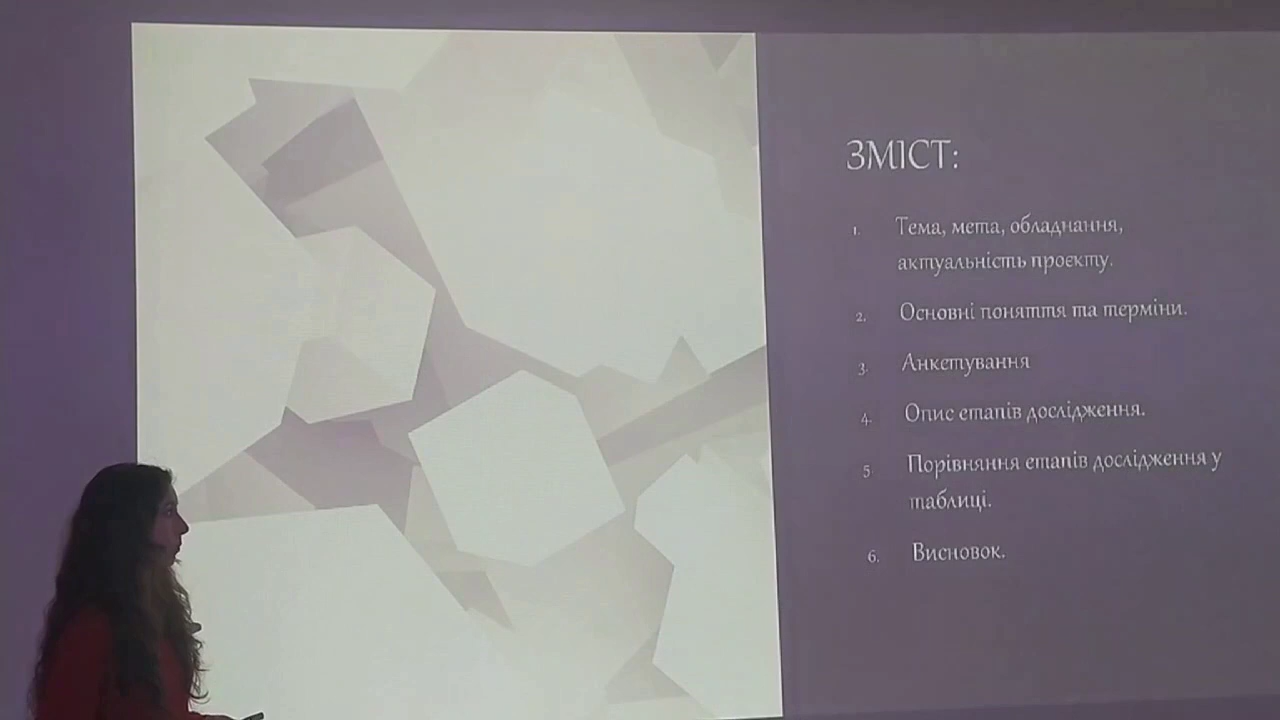 ЗМІСТ:
1. Тема, мета, обладнання,
актуальність проєкту.
2. Основні поняття та терміни.
3. Анкетування
4. Опис етапів дослідження.
5. Порівняння етапів дослідження у
таблиці.
6. Висновок.